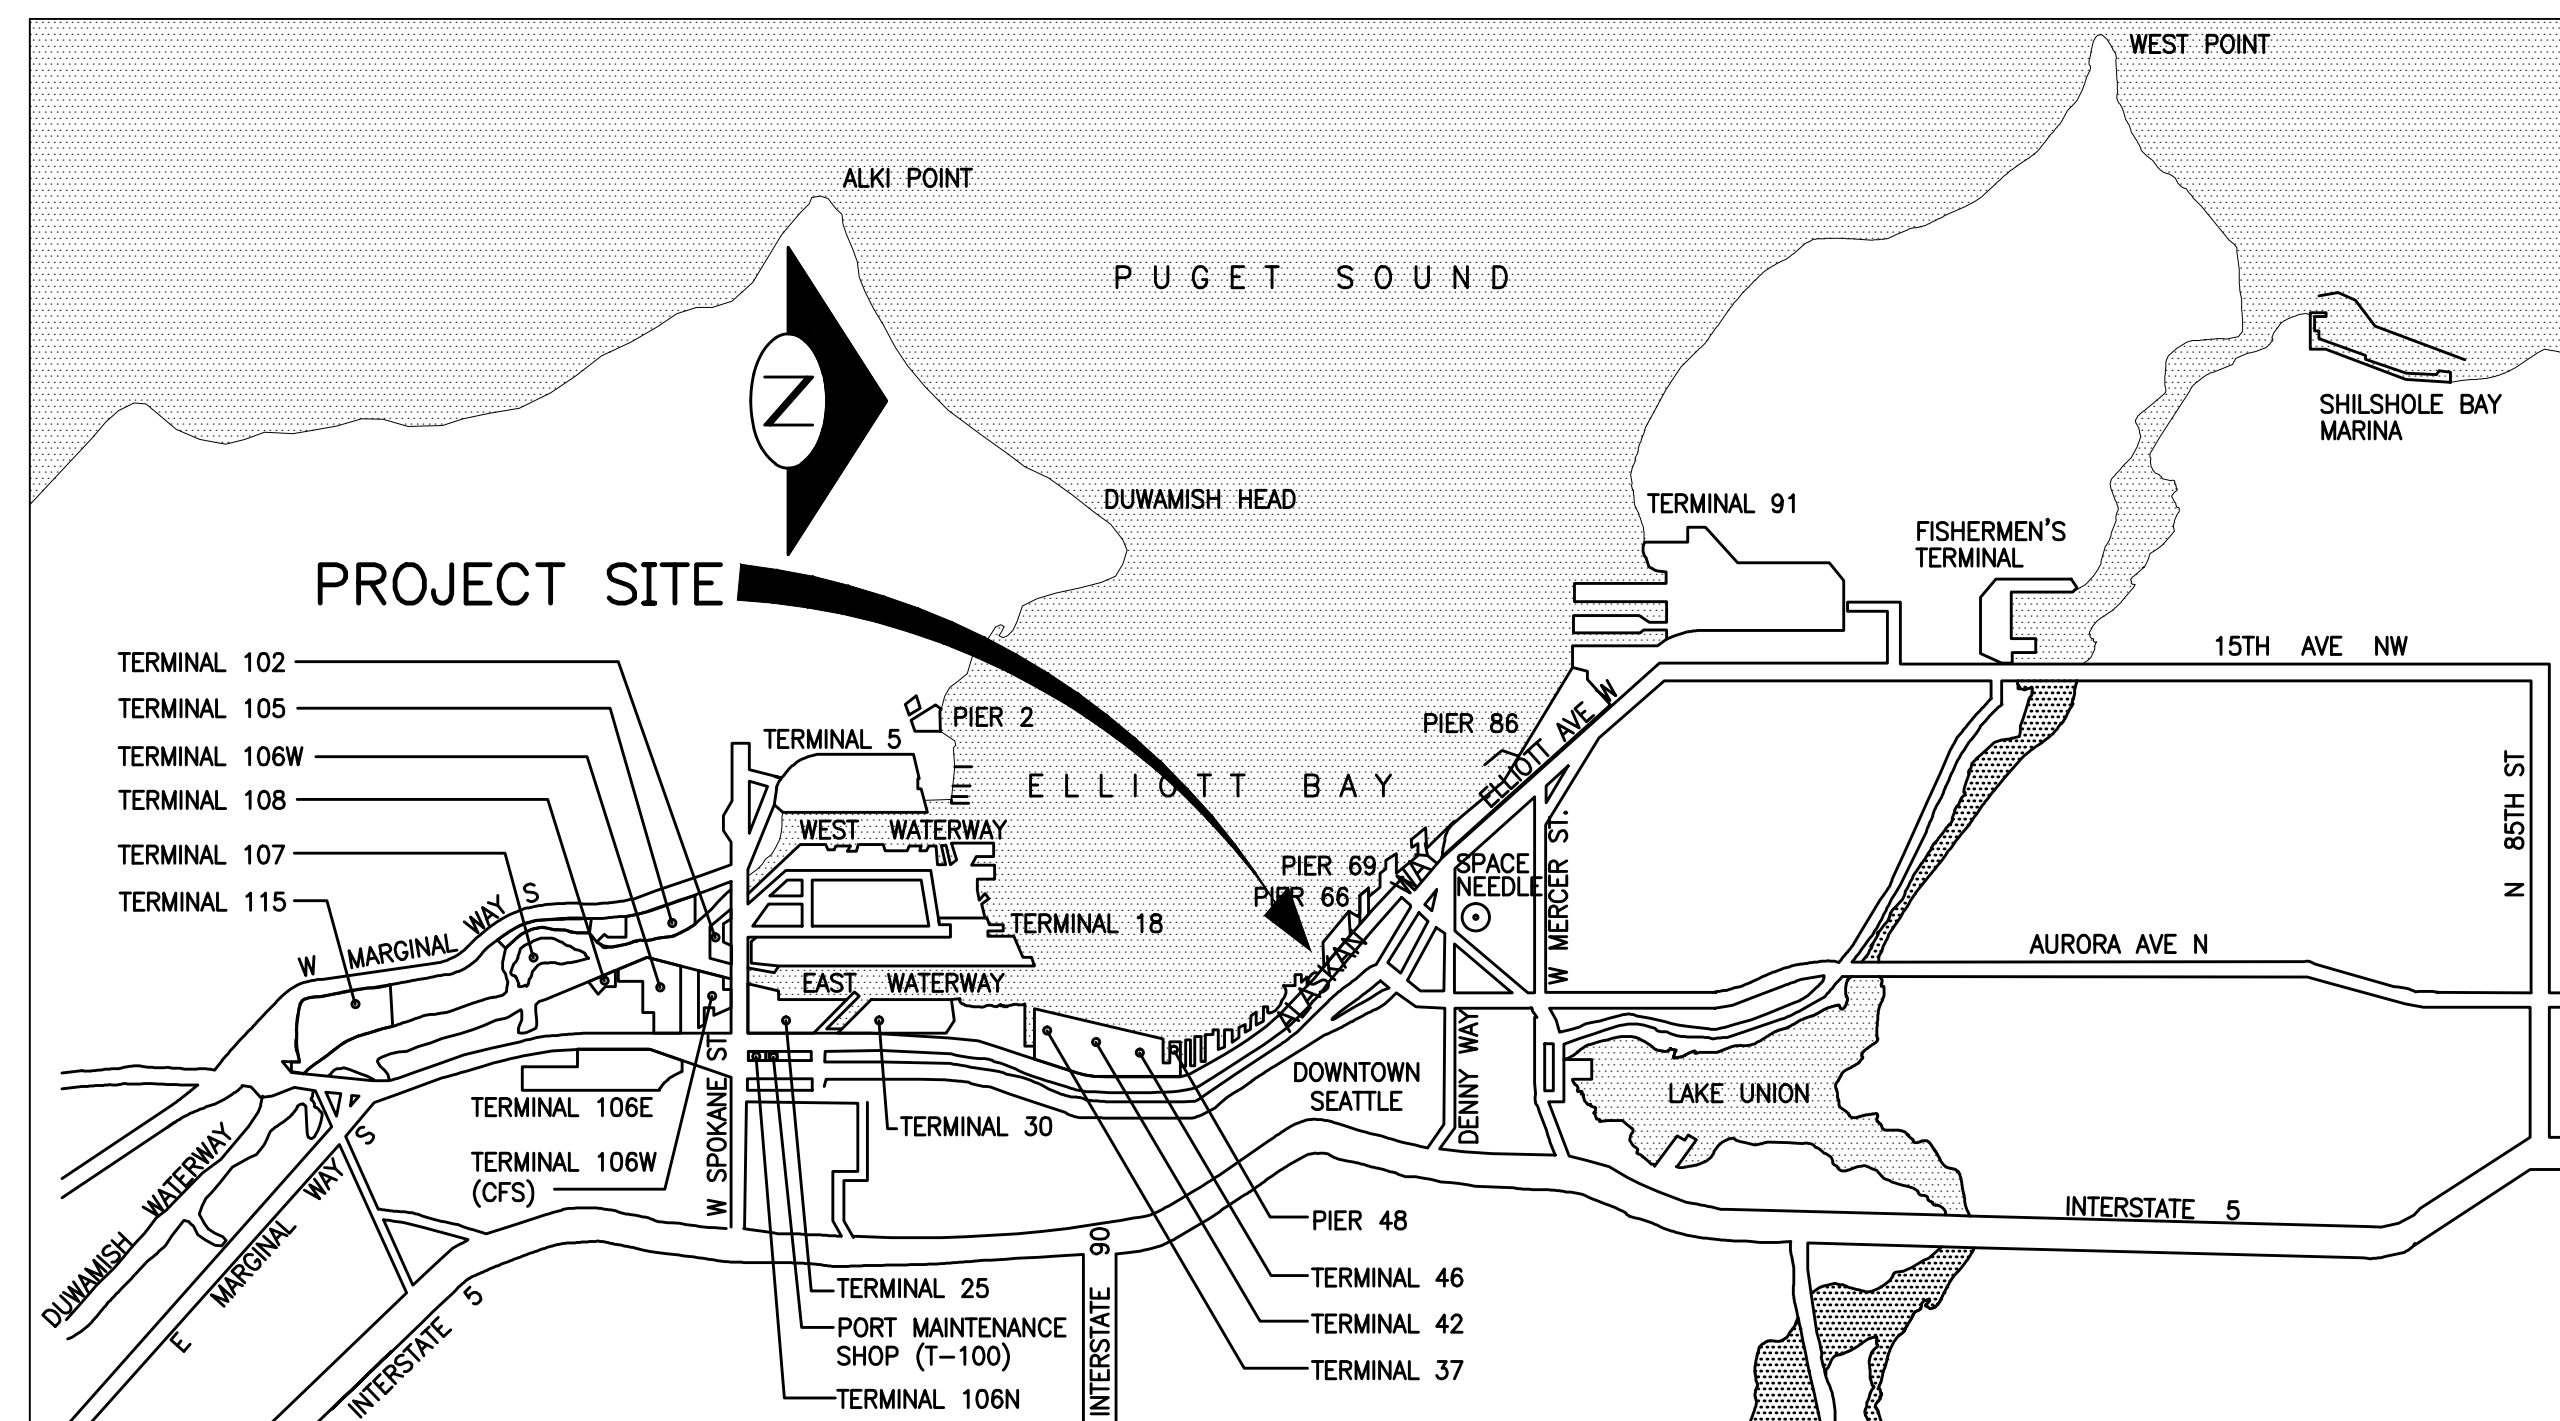 WEST POINT
ALKI POINT
PUGET SOUND
N
SHILSHOLE BAY
MARINA
DUWAMISH HEAD
TERMINAL 91
FISHERMEN'S
TERMINAL
PROJECT SITE
15TH AVE NW
TERMINAL 102
TERMINAL 105
TERMINAL 106W
TERMINAL 108
TERMINAL 107
TERMINAL 115
PIER 2
TERMINAL 5
PIER 86
ELLIOTT AVE W
ELLIOTT BAY
WEST WATERWAY
PIER 69
PIER 66
SPACE
NEEDLE
W MERCER ST.
N 85TH ST
W MARGINAL WAY S
TERMINAL 18
ALASKAN WAY
AURORA AVE N
EAST WATERWAY
DOWNTOWN
SEATTLE
DENNY WAY
LAKE UNION
TERMINAL 106E
TERMINAL 30
W SPOKANE ST
TERMINAL 106W
(CFS)
DUWAMISH WATERWAY
E MARGINAL WAY S
INTERSTATE 5
INTERSTATE 5
PIER 48
TERMINAL 46
TERMINAL 42
TERMINAL 37
TERMINAL 25
PORT MAINTENANCE
SHOP (T-100)
TERMINAL 106N
INTERSTATE 90